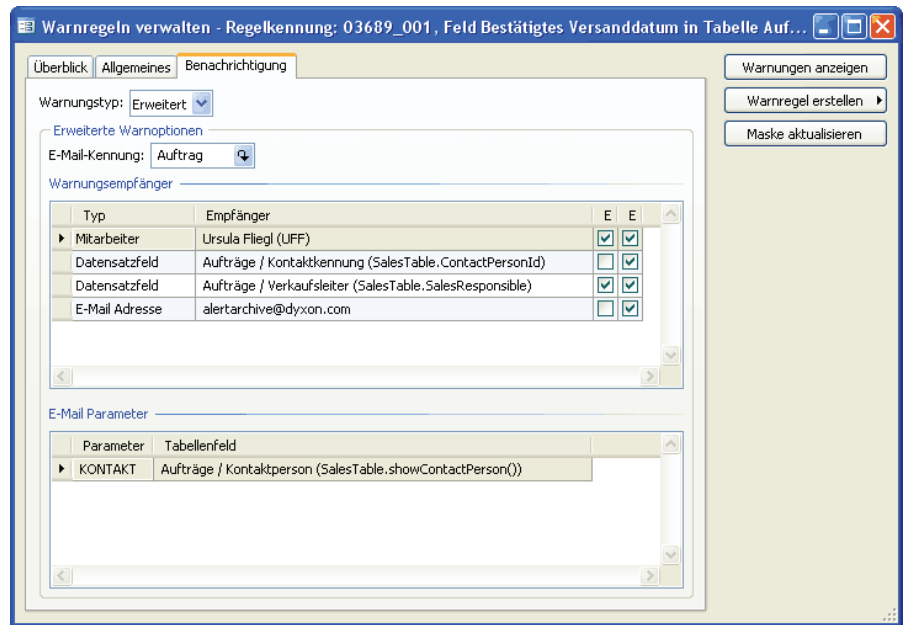 Warnregeln verwalten - Regelkennung: 03689_001, Feld Bestätigtes Versanddatum in Tabelle Auf...
Überblick Allgemeines Benachrichtigung
Warnungstyp: Erweitert
Erweiterte Warnoptionen
E-Mail-Kennung: Auftrag
Warnungsempfänger
Typ Empfänger E E
Mitarbeiter Ursula Fliegl (UFF)
Datensatzfeld Aufträge / Kontaktkennung (SalesTable.ContactPersonId)
Datensatzfeld Aufträge / Verkaufsleiter (SalesTable.SalesResponsible)
E-Mail Adresse alertarchive@dyxon.com
E-Mail Parameter
Parameter Tabellenfeld
KONTAKT Aufträge / Kontaktperson (SalesTable.showContactPerson())
Warnungen anzeigen
Warnregel erstellen
Maske aktualisieren